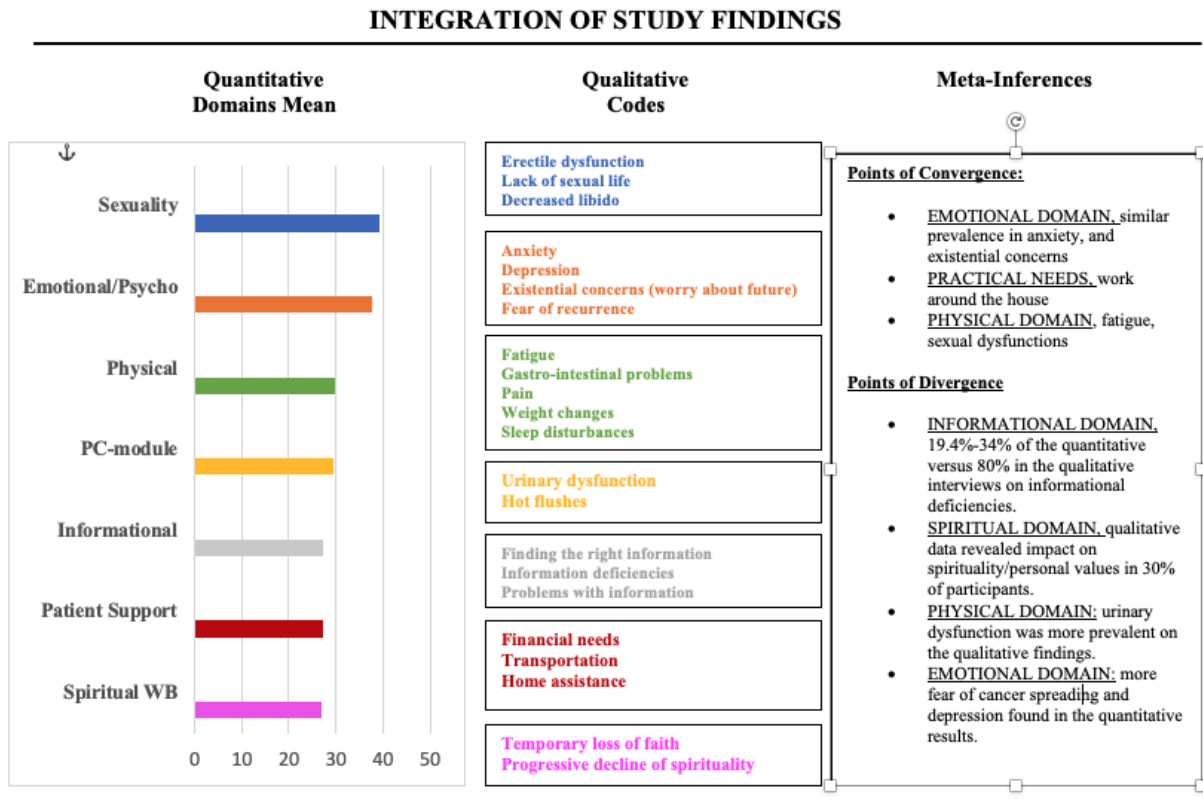 INTEGRATION OF STUDY FINDINGS
Quantitative
Domains Mean
Sexuality
Emotional/Psycho
Physical
PC-module
Informational
Patient Support
Spiritual WB
0 10 20 30 40 50
Qualitative
Codes
Erectile dysfunction
Lack of sexual life
Decreased libido
Anxiety
Depression
Existential concerns (worry about future)
Fear of recurrence
Fatigue
Gastro-intestinal problems
Pain
Weight changes
Sleep disturbances
Urinary dysfunction
Hot flushes
Finding the right information
Information deficiencies
Problems with information
Financial needs
Transportation
Home assistance
Temporary loss of faith
Progressive decline of spirituality
Meta-Inferences
Points of Convergence:
• EMOTIONAL DOMAIN, similar
prevalence in anxiety, and
existential concerns
• PRACTICAL NEEDS, work
around the house
• PHYSICAL DOMAIN, fatigue,
sexual dysfunctions
Points of Divergence
• INFORMATIONAL DOMAIN,
19.4%-34% of the quantitative
versus 80% in the qualitative
interviews on informational
deficiencies.
• SPIRITUAL DOMAIN, qualitative
data revealed impact on
spirituality/personal values in 30%
of participants.
• PHYSICAL DOMAIN: urinary
dysfunction was more prevalent on
the qualitative findings.
• EMOTIONAL DOMAIN: more
fear of cancer spreading and
depression found in the quantitative
results.